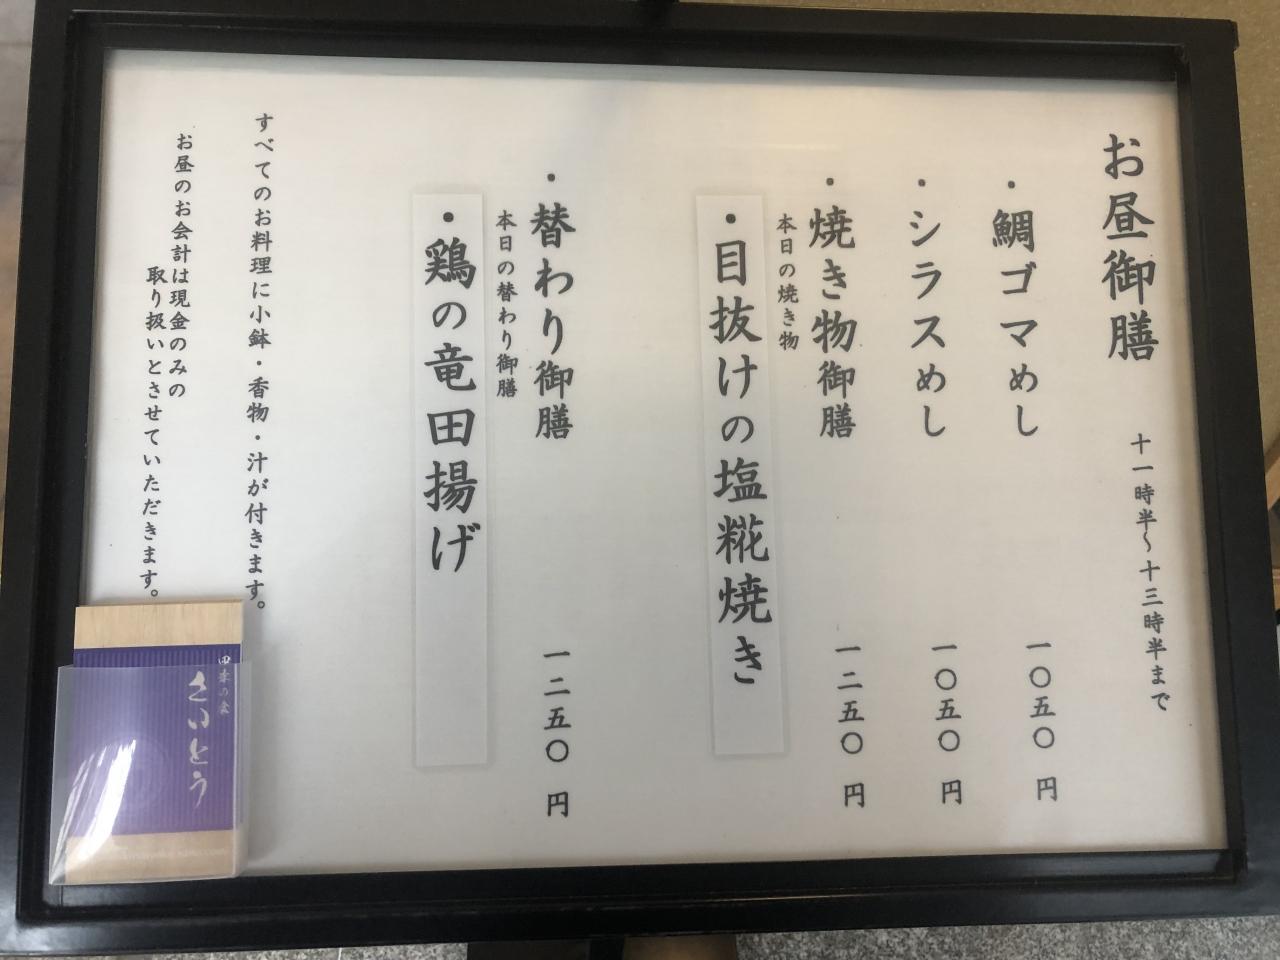 お昼御膳 十一時半〜十三時半まで
・鯛ゴマめし 一〇五〇円
・シラスめし 一〇五〇円
・焼き物御膳 一二五〇円
本日の焼き物
・目抜けの塩糀焼き
・替わり御膳 一二五〇円
本日の替わり御膳
・鶏の竜田揚げ
すべてのお料理に小鉢・香物・汁が付きます。
お昼のお会計は現金のみの
取り扱いとさせていただきます。
四季の舎
さいとう